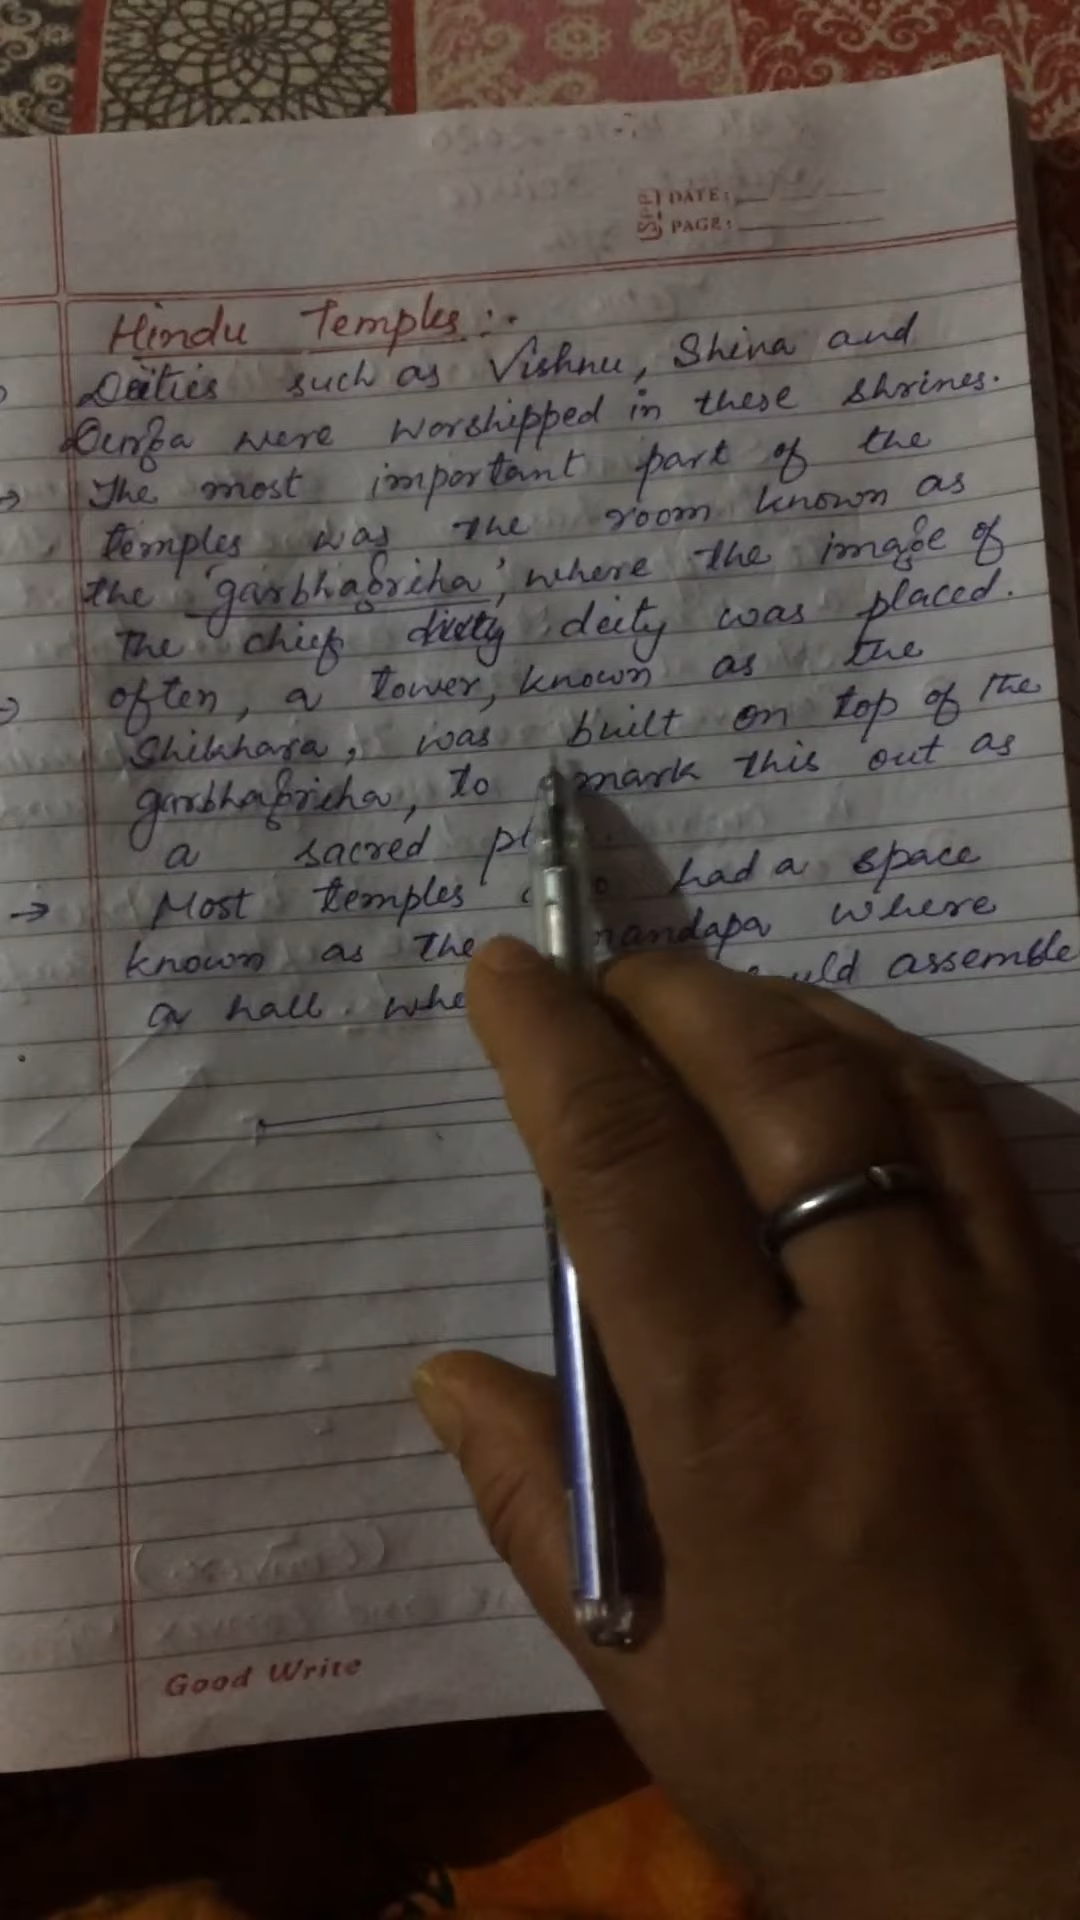 DATE:
PAGE:
Hindu Temples:-
Deities such as Vishnu, Shiva and
Durga were worshipped in these shrines.
→ The most important part of the
temples was the room known as
the 'garbhagriha', where the image of
the chief deity was placed.
→ often, a tower, known as the
Shikhara, was built on top of the
garbhagriha, to mark this out as
a sacred
→ Most temples had a space
known as the mandapa where
a hall. assemble
Good Write